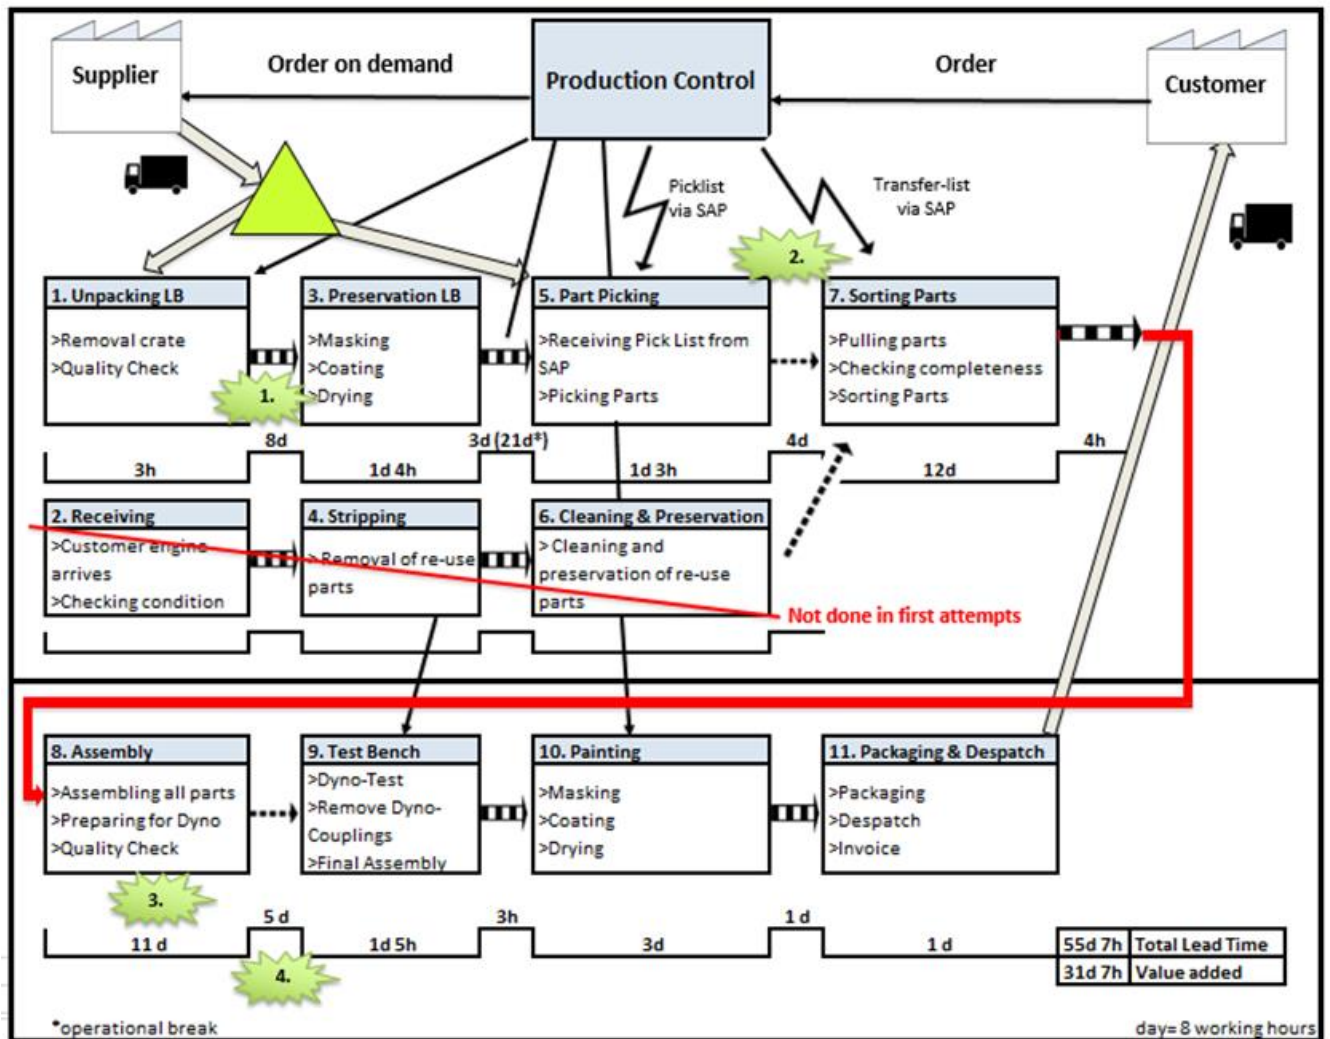 Supplier
Order on demand
Production Control
Order
Customer
Picklist
via SAP
Transfer-list
via SAP
2.
1. Unpacking LB
>Removal crate
>Quality Check
1.
3. Preservation LB
>Masking
>Coating
>Drying
5. Part Picking
>Receiving Pick List from
SAP
>Picking Parts
7. Sorting Parts
>Pulling parts
>Checking completeness
>Sorting Parts
8d
3d (21d*)
4d
4h
3h
1d 4h
1d 3h
12d
2. Receiving
>Customer engine
arrives
>Checking condition
4. Stripping
> Removal of re-use
parts
6. Cleaning & Preservation
> Cleaning and
preservation of re-use
parts
Not done in first attempts
8. Assembly
>Assembling all parts
>Preparing for Dyno
>Quality Check
3.
9. Test Bench
>Dyno-Test
>Remove Dyno-
Couplings
>Final Assembly
10. Painting
>Masking
>Coating
>Drying
11. Packaging & Despatch
>Packaging
>Despatch
>Invoice
5 d
3h
1 d
11 d
1d 5h
3d
1 d
4.
55d 7h Total Lead Time
31d 7h Value added
*operational break
day= 8 working hours